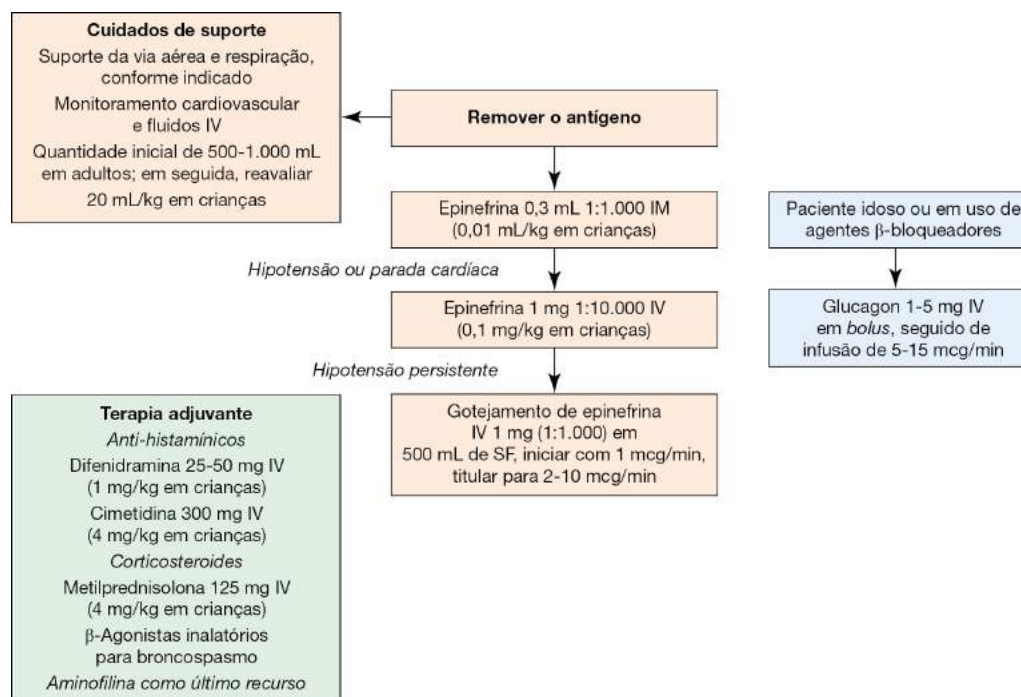 Cuidados de suporte
Suporte da via aérea e respiração,
conforme indicado
Monitoramento cardiovascular
e fluidos IV
Quantidade inicial de 500-1.000 mL
em adultos; em seguida, reavaliar
20 mL/kg em crianças
Remover o antígeno
Epinefrina 0,3 mL 1:1.000 IM
(0,01 mL/kg em crianças)
Hipotensão ou parada cardíaca
Epinefrina 1 mg 1:10.000 IV
(0,1 mg/kg em crianças)
Hipotensão persistente
Gotejamento de epinefrina
IV 1 mg (1:1.000) em
500 mL de SF, iniciar com 1 mcg/min,
titular para 2-10 mcg/min
Paciente idoso ou em uso de
agentes β-bloqueadores
Glucagon 1-5 mg IV
em bolus, seguido de
infusão de 5-15 mcg/min
Terapia adjuvante
Anti-histamínicos
Difenidramina 25-50 mg IV
(1 mg/kg em crianças)
Cimetidina 300 mg IV
(4 mg/kg em crianças)
Corticosteroides
Metilprednisolona 125 mg IV
(4 mg/kg em crianças)
β-Agonistas inalatórios
para broncospasmo
Aminofilina como último recurso